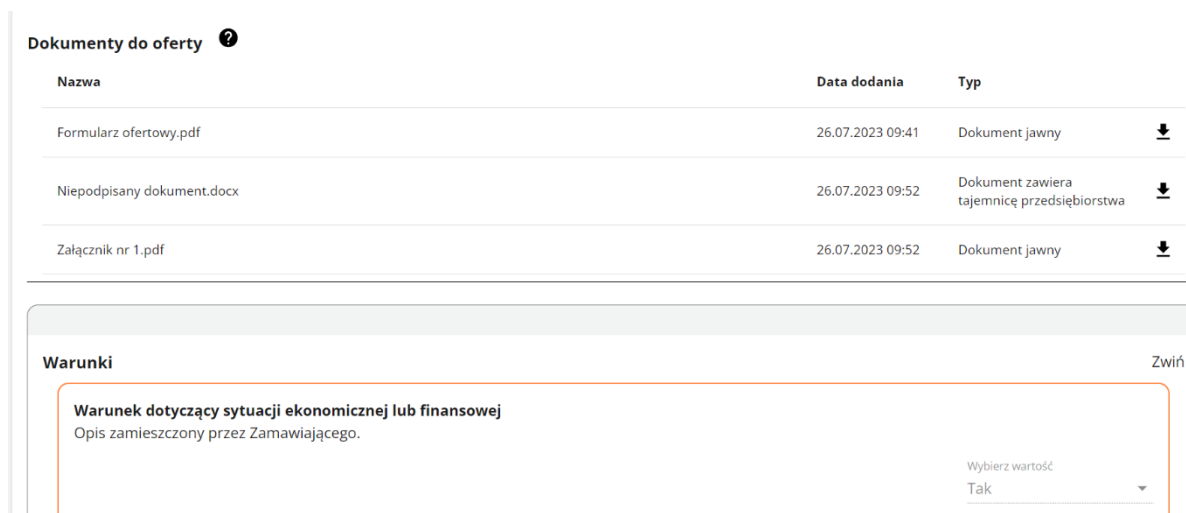 Dokumenty do oferty ?
Nazwa Data dodania Typ
Formularz ofertowy.pdf 26.07.2023 09:41 Dokument jawny
Niepodpisany dokument.docx 26.07.2023 09:52 Dokument zawiera
tajemnicę przedsiębiorstwa
Załącznik nr 1.pdf 26.07.2023 09:52 Dokument jawny
Warunki Zwiń
Warunek dotyczący sytuacji ekonomicznej lub finansowej
Opis zamieszczony przez Zamawiającego.
Wybierz wartość
Tak